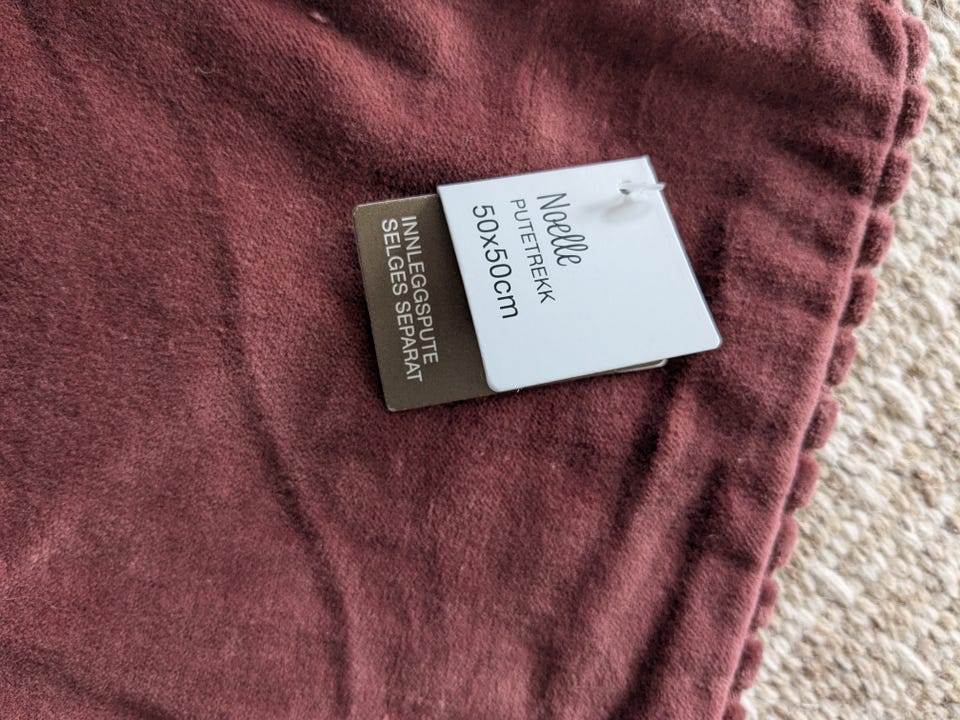 Noelle
PUTETREKK
50x50cm
INNLEGGSPUTE
SELGES SEPARAT